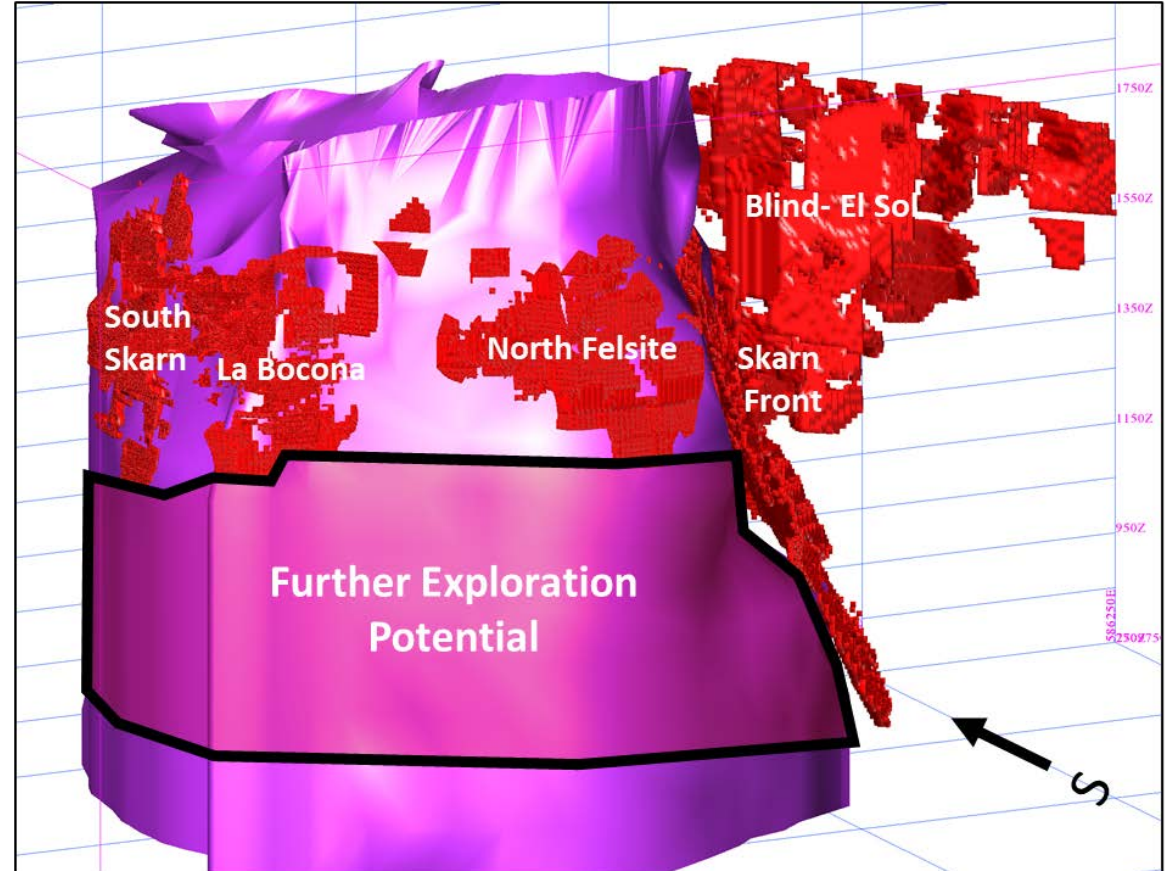 1750Z
Blind- El Sol
1550Z
South
Skarn
La Bocona
North Felsite
Skarn
Front
1350Z
1150Z
950Z
Further Exploration
Potential
586250E
S